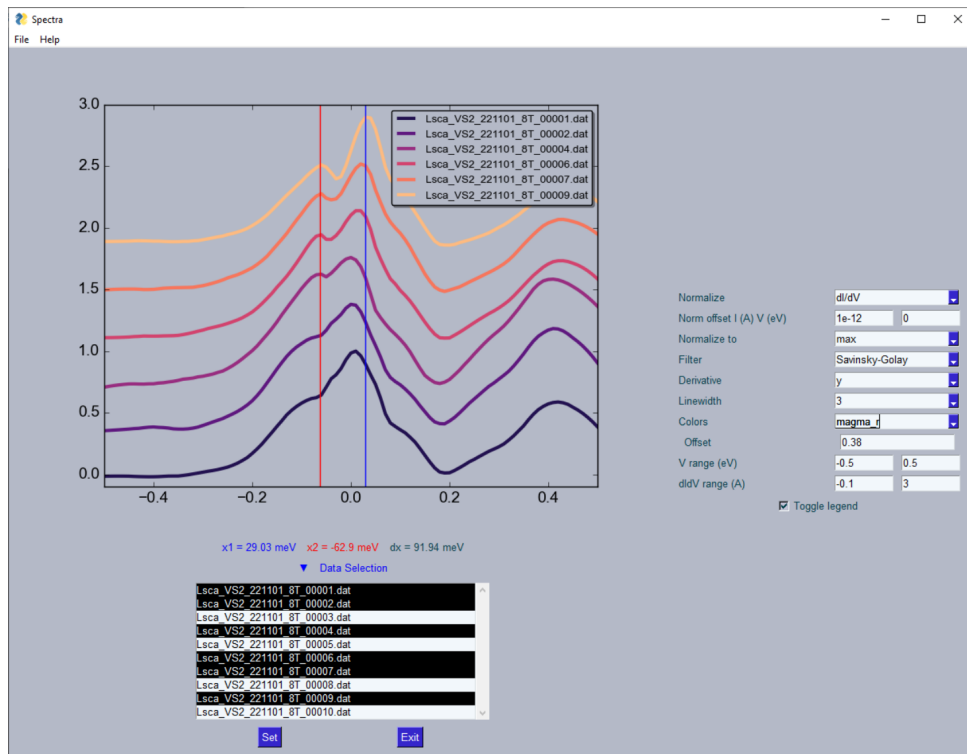 Spectra
File Help
3.0
2.5
2.0
1.5
1.0
0.5
0.0
−0.4 −0.2 0.0 0.2 0.4
Lsca_VS2_221101_8T_00001.dat
Lsca_VS2_221101_8T_00002.dat
Lsca_VS2_221101_8T_00004.dat
Lsca_VS2_221101_8T_00006.dat
Lsca_VS2_221101_8T_00007.dat
Lsca_VS2_221101_8T_00009.dat
Normalize dI/dV
Norm offset I (A) V (eV) 1e-12 0
Normalize to max
Filter Savinsky-Golay
Derivative y
Linewidth 3
Colors magma_r
Offset 0.38
V range (eV) -0.5 0.5
dIdV range (A) -0.1 3
Toggle legend
x1 = 29.03 meV x2 = -62.9 meV dx = 91.94 meV
Data Selection
Lsca_VS2_221101_8T_00001.dat
Lsca_VS2_221101_8T_00002.dat
Lsca_VS2_221101_8T_00003.dat
Lsca_VS2_221101_8T_00004.dat
Lsca_VS2_221101_8T_00005.dat
Lsca_VS2_221101_8T_00006.dat
Lsca_VS2_221101_8T_00007.dat
Lsca_VS2_221101_8T_00008.dat
Lsca_VS2_221101_8T_00009.dat
Lsca_VS2_221101_8T_00010.dat
Set Exit